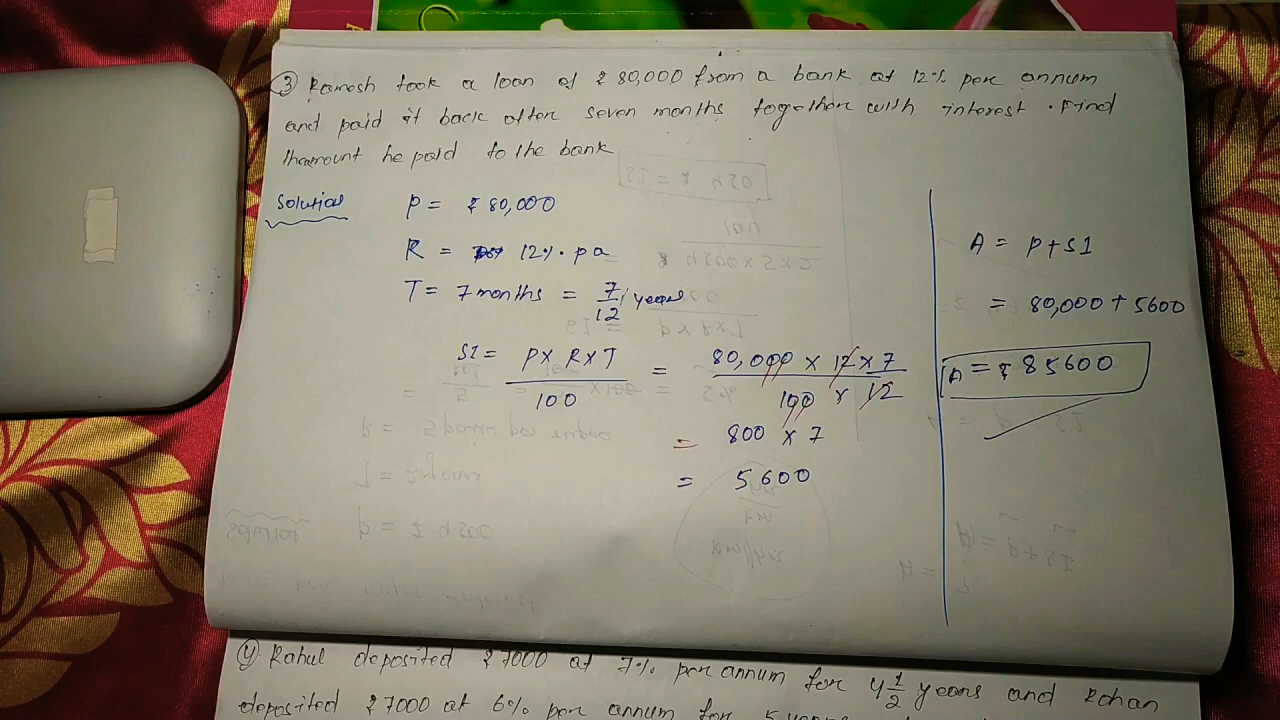 ③ Ramesh took a loan of ₹ 80,000 from a bank at 12% per annum
and paid it back after seven months together with interest. Find
theamount he paid to the bank
Solution
P = ₹ 80,000
R = 12% pa
T = 7 months = 7/12 years
SI = P X R X T / 100 = 80,000 x 12 x 7 / 100 x 12
= 800 x 7
= 5600
A = P + SI
= 80,000 + 5600
A = ₹ 85600
④ Rahul deposited ₹ 7000 at 7% per annum for 4 1/2 years and Rohan
deposited ₹ 7000 at 6% per annum for 5 years